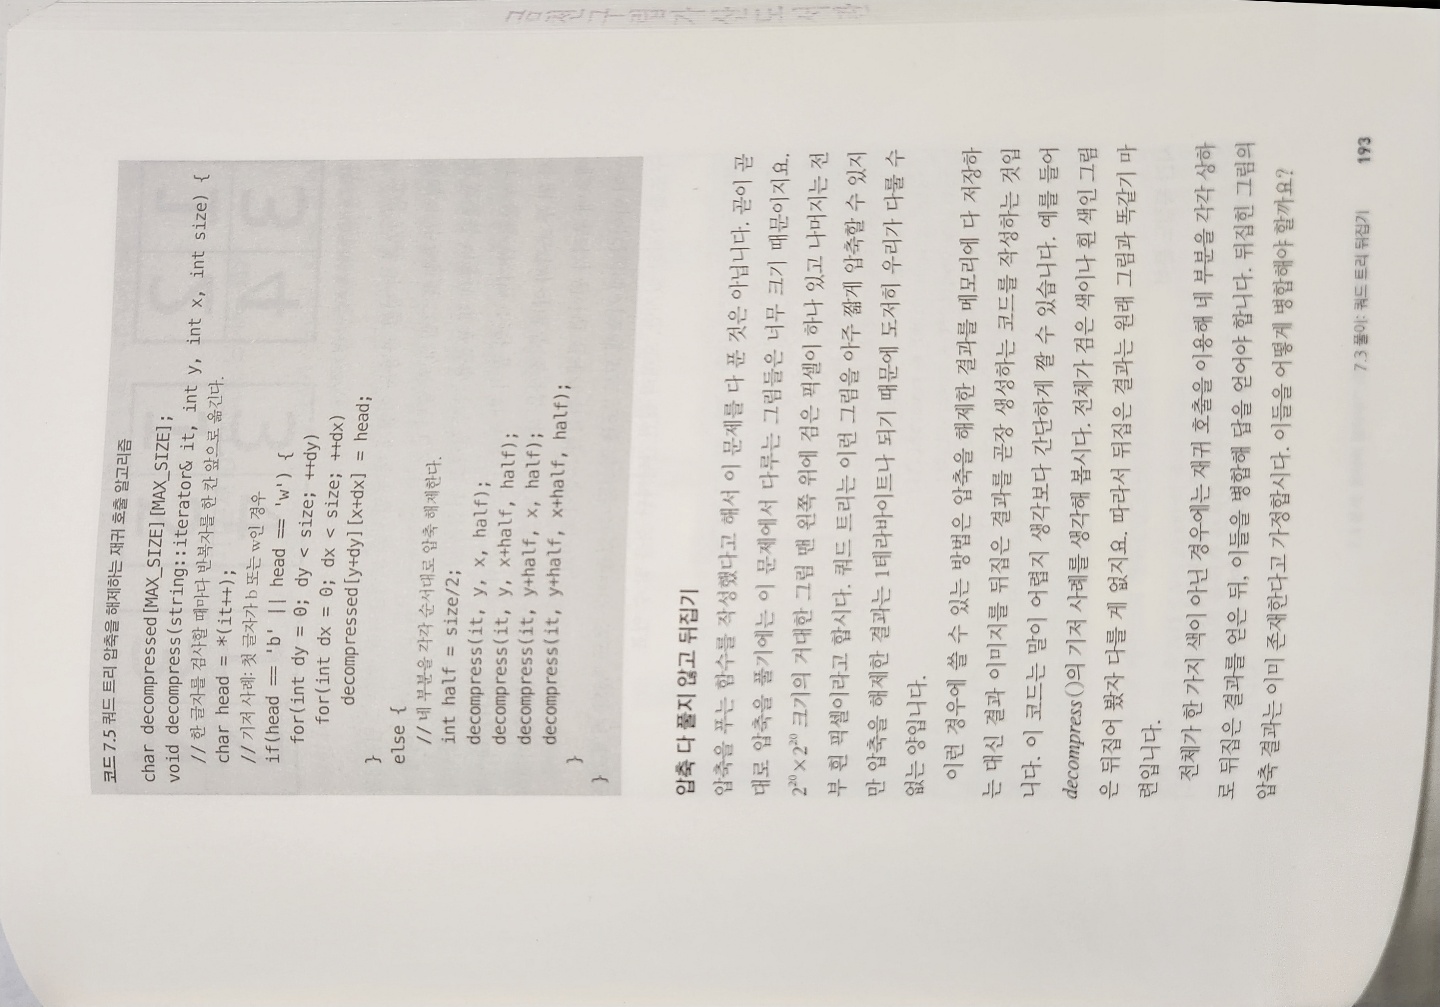 코드 7.5 쿼드 트리 압축을 해제하는 재귀 호출 알고리즘
char decompressed[MAX_SIZE][MAX_SIZE];
void decompress(string::iterator& it, int y, int x, int size) {
// 한 글자를 검사할 때마다 반복자를 한 칸 앞으로 옮긴다.
char head = *(it++);
// 기저 사례: 첫 글자가 b 또는 w인 경우
if(head == 'b' || head == 'w') {
for(int dy = 0; dy < size; ++dy)
for(int dx = 0; dx < size; ++dx)
decompressed[y+dy][x+dx] = head;
}
else {
// 네 부분을 각각 순서대로 압축 해제한다.
int half = size/2;
decompress(it, y, x, half);
decompress(it, y, x+half, half);
decompress(it, y+half, x, half);
decompress(it, y+half, x+half, half);
}
}
압축 다 풀지 않고 뒤집기
압축을 푸는 함수를 작성했다고 해서 이 문제를 다 푼 것은 아닙니다. 곧이 곧
대로 압축을 풀기에는 이 문제에서 다루는 그림들은 너무 크기 때문이지요.
2²⁰×2²⁰ 크기의 거대한 그림 맨 왼쪽 위에 검은 픽셀이 하나 있고 나머지는 전
부 흰 픽셀이라고 합시다. 쿼드 트리는 이런 그림을 아주 짧게 압축할 수 있지
만 압축을 해제한 결과는 1테라바이트나 되기 때문에 도저히 우리가 다룰 수
없는 양입니다.
이런 경우에 쓸 수 있는 방법은 압축을 해제한 결과를 메모리에 다 저장하
는 대신 결과 이미지를 뒤집은 결과를 곧장 생성하는 코드를 작성하는 것입
니다. 이 코드는 말이 어렵지 생각보다 간단하게 짤 수 있습니다. 예를 들어
decompress()의 기저 사례를 생각해 봅시다. 전체가 검은 색이나 흰 색인 그림
은 뒤집어 봤자 다를 게 없지요. 따라서 뒤집은 결과는 원래 그림과 똑같기 마
련입니다.
전체가 한 가지 색이 아닌 경우에는 재귀 호출을 이용해 네 부분을 각각 상하
로 뒤집은 결과를 얻은 뒤, 이들을 병합해 답을 얻어야 합니다. 뒤집힌 그림의
압축 결과는 이미 존재한다고 가정합시다. 이들을 어떻게 병합해야 할까요?
7.3 풀이: 쿼드 트리 뒤집기 193